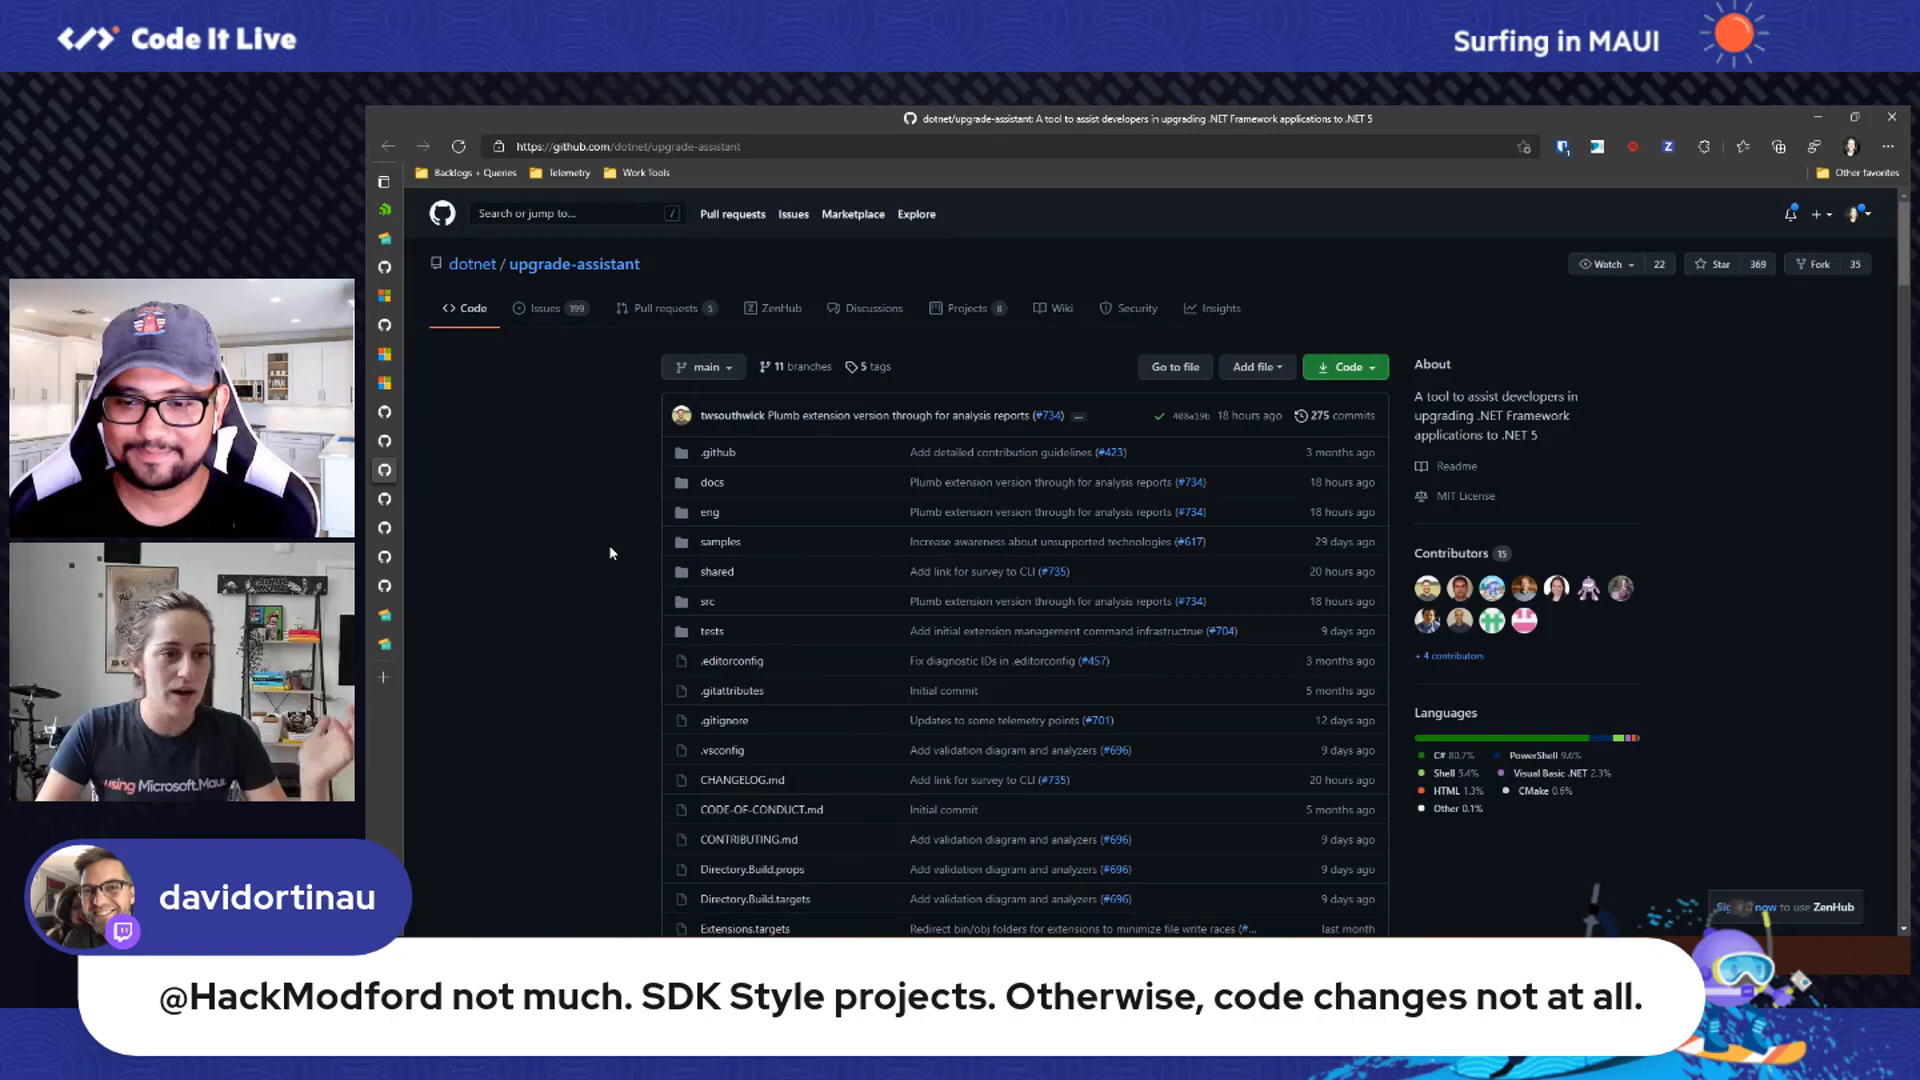 Code It Live
Surfing in MAUI
dotnet/upgrade-assistant: A tool to assist developers in upgrading .NET Framework applications to .NET 5
https://github.com/dotnet/upgrade-assistant
Backlogs + Queries
Telemetry
Work Tools
Other favorites
Search or jump to...
/
Pull requests
Issues
Marketplace
Explore
dotnet / upgrade-assistant
Watch 22
Star 369
Fork 35
Code
Issues 199
Pull requests 5
ZenHub
Discussions
Projects 8
Wiki
Security
Insights
main
11 branches
5 tags
Go to file
Add file
Code
twsouthwick Plumb extension version through for analysis reports (#734) ...
408a19b 18 hours ago
275 commits
.github Add detailed contribution guidelines (#423) 3 months ago
docs Plumb extension version through for analysis reports (#734) 18 hours ago
eng Plumb extension version through for analysis reports (#734) 18 hours ago
samples Increase awareness about unsupported technologies (#617) 29 days ago
shared Add link for survey to CLI (#735) 20 hours ago
src Plumb extension version through for analysis reports (#734) 18 hours ago
tests Add initial extension management command infrastructrue (#704) 9 days ago
.editorconfig Fix diagnostic IDs in .editorconfig (#457) 3 months ago
.gitattributes Initial commit 5 months ago
.gitignore Updates to some telemetry points (#701) 12 days ago
.vsconfig Add validation diagram and analyzers (#696) 9 days ago
CHANGELOG.md Add link for survey to CLI (#735) 20 hours ago
CODE-OF-CONDUCT.md Initial commit 5 months ago
CONTRIBUTING.md Add validation diagram and analyzers (#696) 9 days ago
Directory.Build.props Add validation diagram and analyzers (#696) 9 days ago
Directory.Build.targets Add validation diagram and analyzers (#696) 9 days ago
Extensions.targets Redirect bin/obj folders for extensions to minimize file write races (#... last month
About
A tool to assist developers in
upgrading .NET Framework
applications to .NET 5
Readme
MIT License
Contributors 15
+ 4 contributors
Languages
C# 80.7% PowerShell 9.6%
Shell 5.4% Visual Basic .NET 2.3%
HTML 1.3% CMake 0.6%
Other 0.1%
now to use ZenHub
using Microsoft.Maui
davidortinau
@HackModford not much. SDK Style projects. Otherwise, code changes not at all.